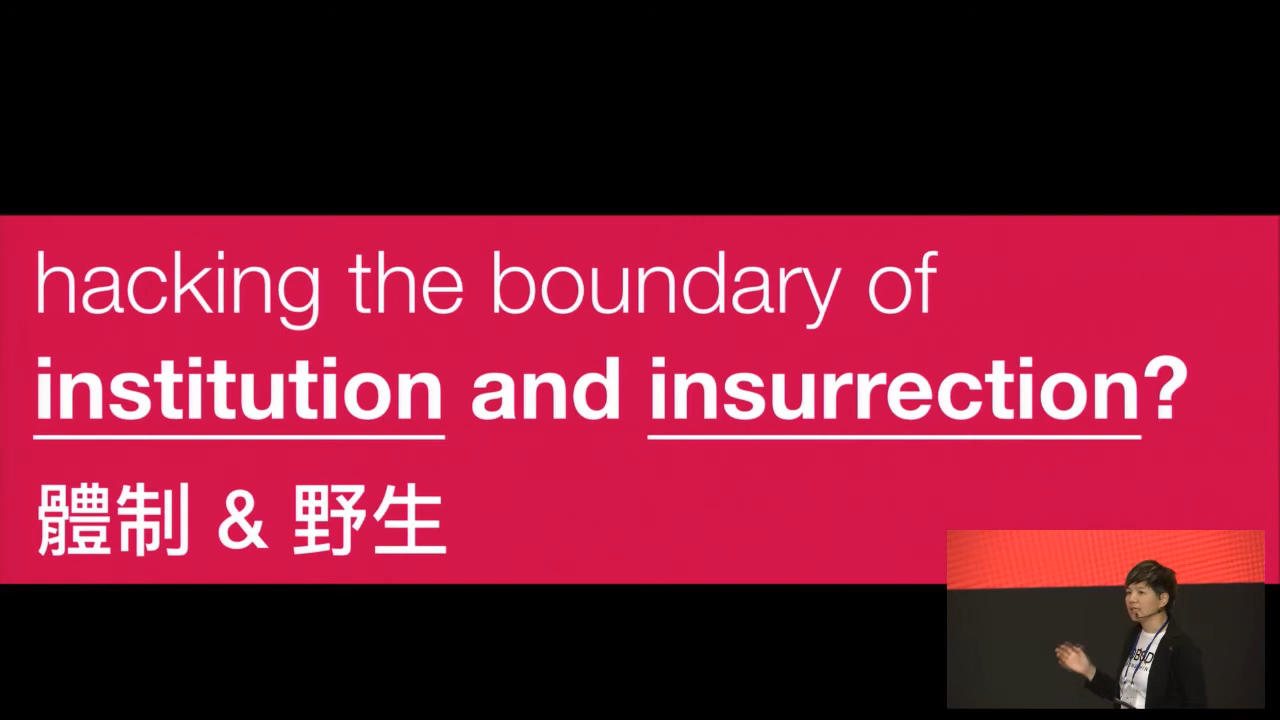 hacking the boundary of
institution and insurrection?
體制 & 野生